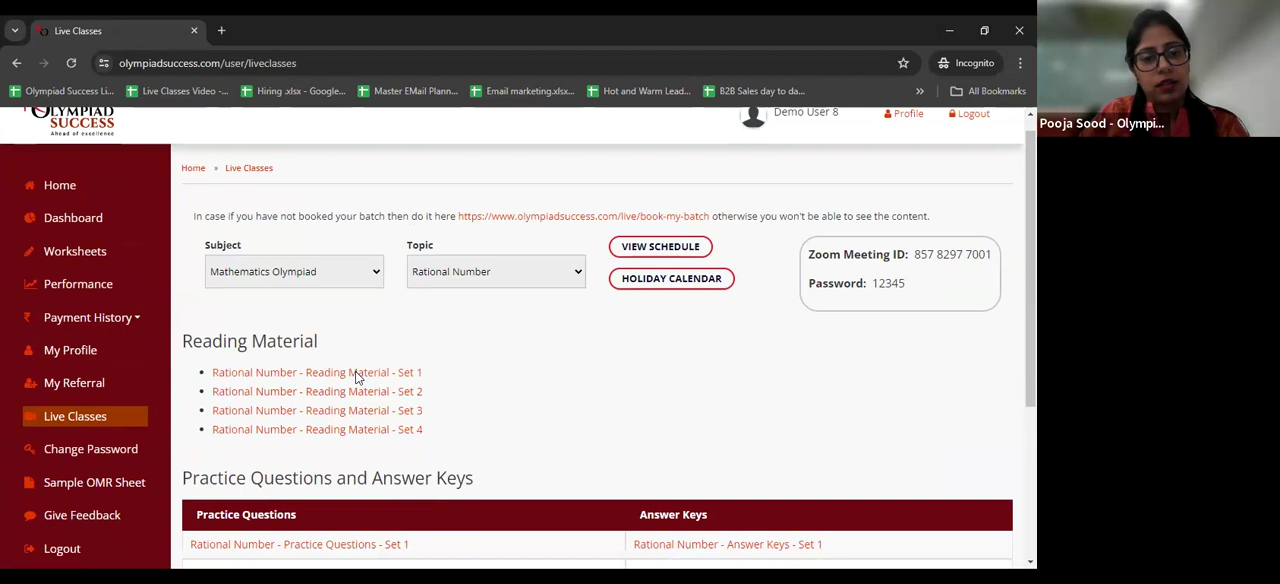 Live Classes
olympiadsuccess.com/user/liveclasses
Incognito
Olympiad Success Li...
Live Classes Video -...
Hiring .xlsx - Google...
Master EMail Plann...
Email marketing.xlsx...
Hot and Warm Lead...
B2B Sales day to da...
»
All Bookmarks
OLYMPIAD
SUCCESS
Ahead of excellence
Demo User 8
Profile
Logout
Pooja Sood - Olympi...
Home
Dashboard
Worksheets
Performance
Payment History
My Profile
My Referral
Live Classes
Change Password
Sample OMR Sheet
Give Feedback
Logout
Home » Live Classes
In case if you have not booked your batch then do it here https://www.olympiadsuccess.com/live/book-my-batch otherwise you won't be able to see the content.
Subject
Mathematics Olympiad
Topic
Rational Number
VIEW SCHEDULE
HOLIDAY CALENDAR
Zoom Meeting ID: 857 8297 7001
Password: 12345
Reading Material
Rational Number - Reading Material - Set 1
Rational Number - Reading Material - Set 2
Rational Number - Reading Material - Set 3
Rational Number - Reading Material - Set 4
Practice Questions and Answer Keys
Practice Questions
Answer Keys
Rational Number - Practice Questions - Set 1
Rational Number - Answer Keys - Set 1